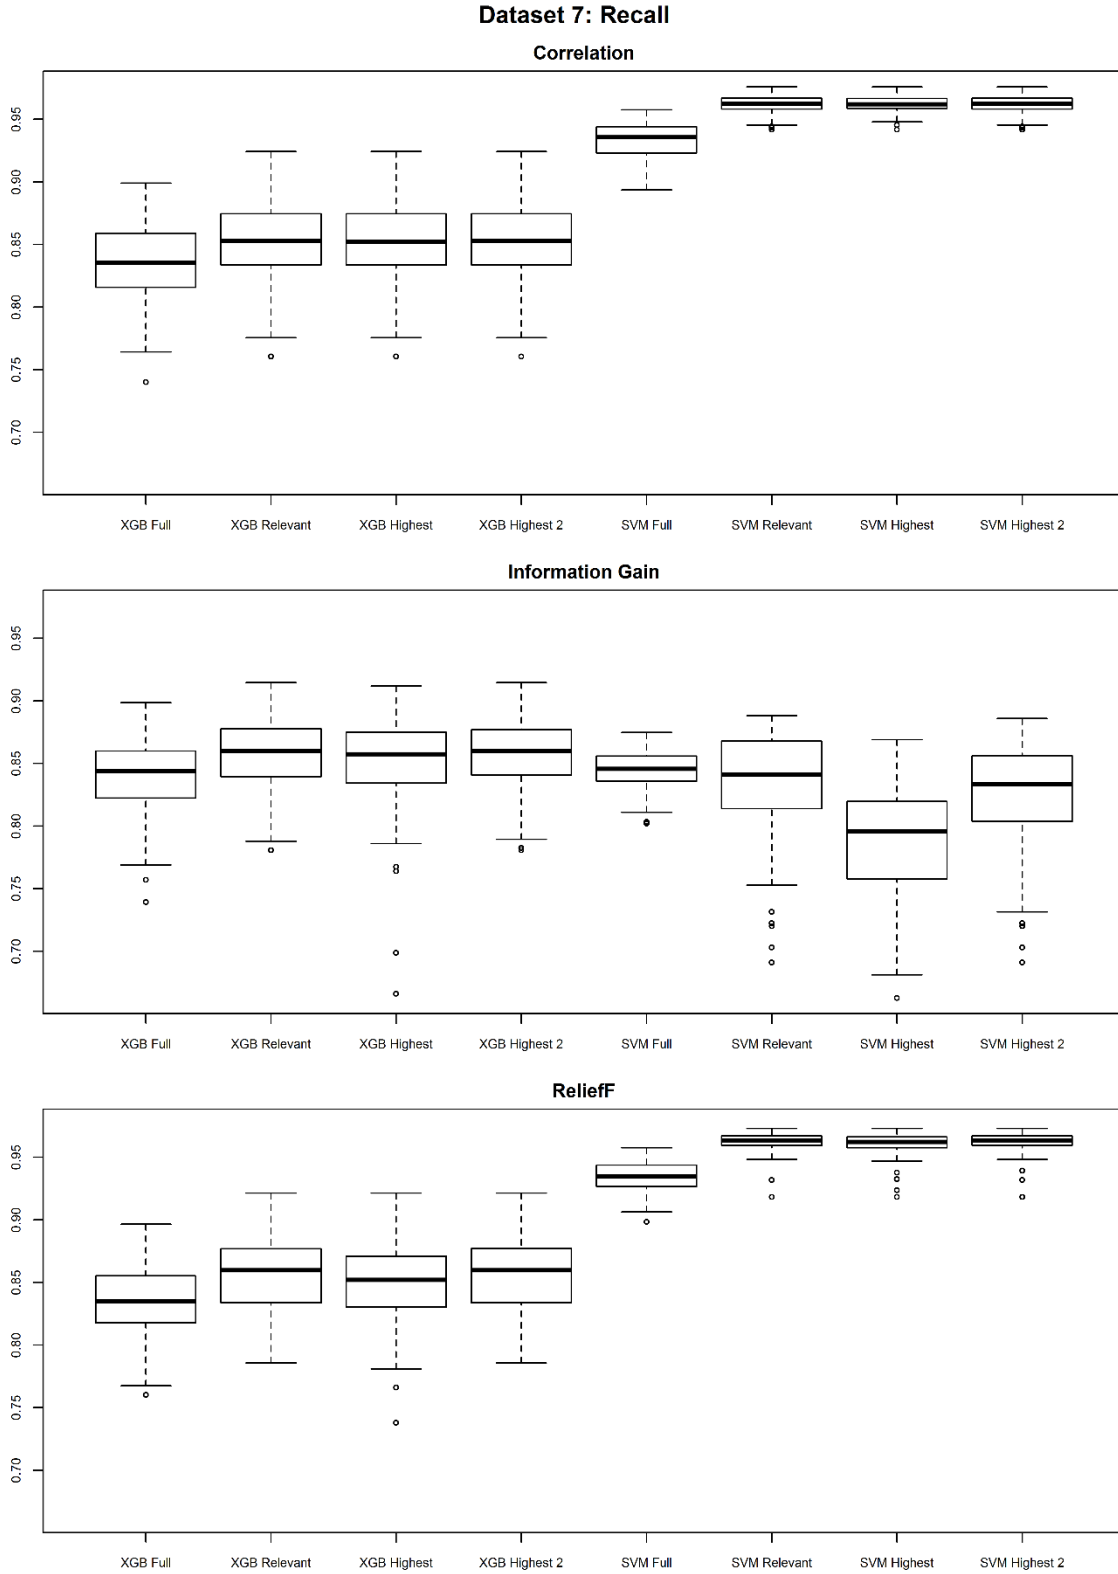 Dataset 7: Recall
Correlation
0.95
0.90
0.85
0.80
0.75
0.70
XGB Full XGB Relevant XGB Highest XGB Highest 2 SVM Full SVM Relevant SVM Highest SVM Highest 2
Information Gain
0.95
0.90
0.85
0.80
0.75
0.70
XGB Full XGB Relevant XGB Highest XGB Highest 2 SVM Full SVM Relevant SVM Highest SVM Highest 2
ReliefF
0.95
0.90
0.85
0.80
0.75
0.70
XGB Full XGB Relevant XGB Highest XGB Highest 2 SVM Full SVM Relevant SVM Highest SVM Highest 2